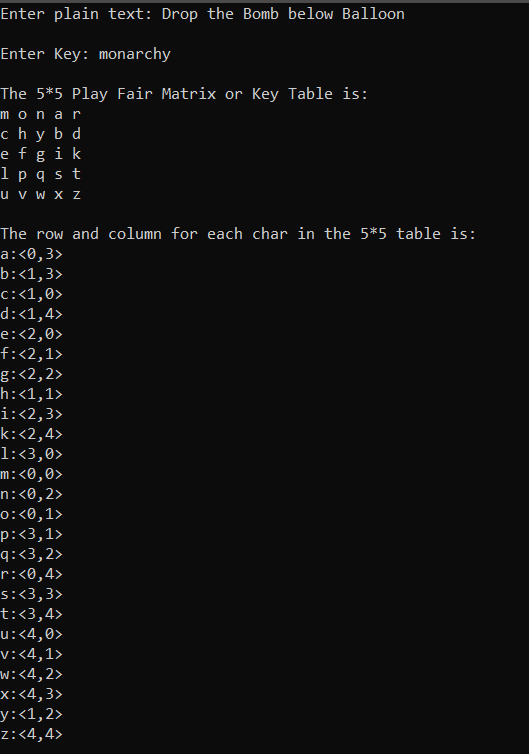 Enter plain text: Drop the Bomb below Balloon
Enter Key: monarchy
The 5*5 Play Fair Matrix or Key Table is:
m o n a r
c h y b d
e f g i k
l p q s t
u v w x z
The row and column for each char in the 5*5 table is:
a:<0,3>
b:<1,3>
c:<1,0>
d:<1,4>
e:<2,0>
f:<2,1>
g:<2,2>
h:<1,1>
i:<2,3>
k:<2,4>
l:<3,0>
m:<0,0>
n:<0,2>
o:<0,1>
p:<3,1>
q:<3,2>
r:<0,4>
s:<3,3>
t:<3,4>
u:<4,0>
v:<4,1>
w:<4,2>
x:<4,3>
y:<1,2>
z:<4,4>